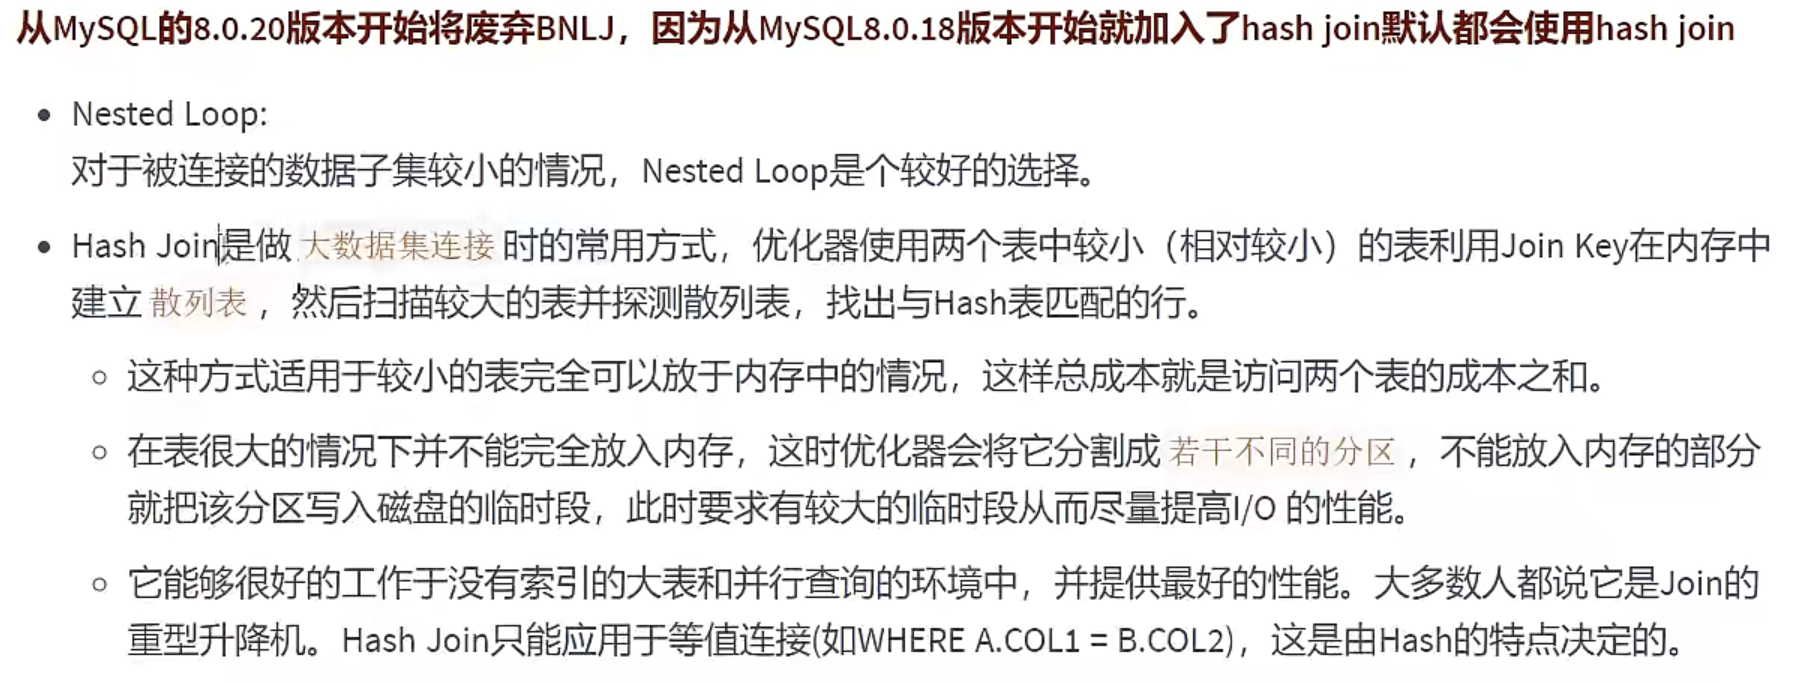 从MySQL的8.0.20版本开始将废弃BNLJ，因为从MySQL8.0.18版本开始就加入了hash join默认都会使用hash join
Nested Loop:
对于被连接的数据子集较小的情况，Nested Loop是个较好的选择。
Hash Join是做 大数据集连接 时的常用方式，优化器使用两个表中较小（相对较小）的表利用Join Key在内存中
建立 散列表 ，然后扫描较大的表并探测散列表，找出与Hash表匹配的行。
这种方式适用于较小的表完全可以放于内存中的情况，这样总成本就是访问两个表的成本之和。
在表很大的情况下并不能完全放入内存，这时优化器会将它分割成 若干不同的分区 ，不能放入内存的部分
就把该分区写入磁盘的临时段，此时要求有较大的临时段从而尽量提高I/O 的性能。
它能够很好的工作于没有索引的大表和并行查询的环境中，并提供最好的性能。大多数人都说它是Join的
重型升降机。Hash Join只能应用于等值连接(如WHERE A.COL1 = B.COL2)，这是由Hash的特点决定的。